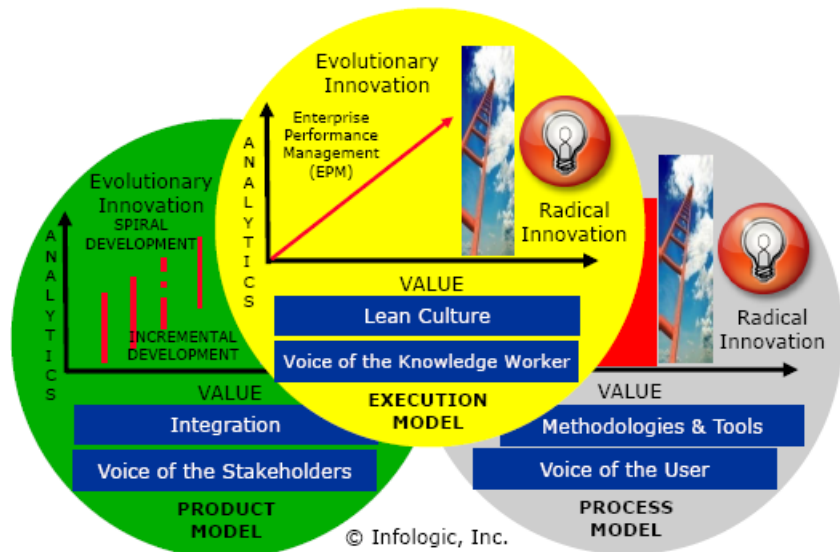 Evolutionary
Innovation
Enterprise
Performance
Management
(EPM)
ANALYTICS
Radical
Innovation
VALUE
Lean Culture
Voice of the Knowledge Worker
EXECUTION
MODEL
Evolutionary
Innovation
SPIRAL
DEVELOPMENT
ANALYTICS
INCREMENTAL
DEVELOPMENT
VALUE
Integration
Voice of the Stakeholders
PRODUCT
MODEL
Radical
Innovation
VALUE
Methodologies & Tools
Voice of the User
PROCESS
MODEL
© Infologic, Inc.